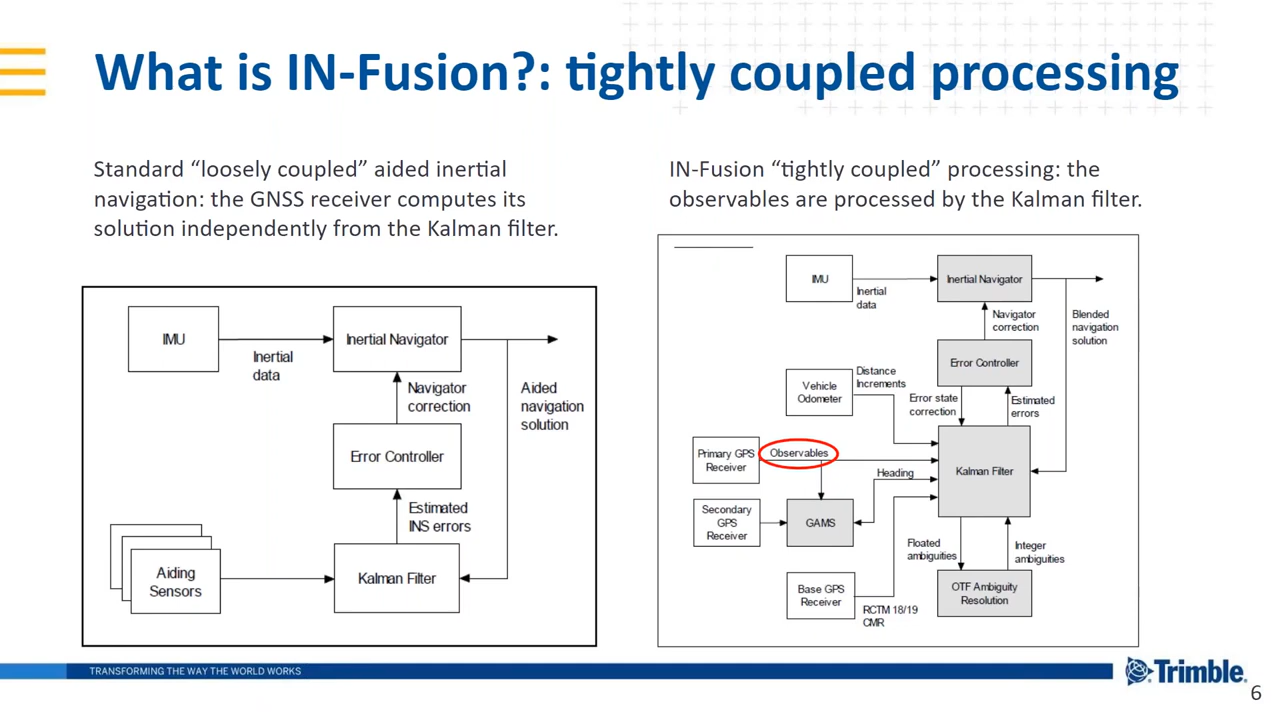 What is IN-Fusion?: tightly coupled processing
Standard “loosely coupled” aided inertial
navigation: the GNSS receiver computes its
solution independently from the Kalman filter.
IMU
Inertial
data
Inertial Navigator
Navigator
correction
Aided
navigation
solution
Error Controller
Estimated
INS errors
Aiding
Sensors
Kalman Filter
IN-Fusion “tightly coupled” processing: the
observables are processed by the Kalman filter.
IMU
Inertial
data
Inertial Navigator
Navigator
correction
Blended
navigation
solution
Error Controller
Vehicle
Odometer
Distance
Increments
Error state
correction
Estimated
errors
Primary GPS
Receiver
Observables
Kalman Filter
Heading
Secondary
GPS
Receiver
GAMS
Floated
ambiguities
Integer
ambiguities
Base GPS
Receiver
RCTM 18/19
CMR
OTF Ambiguity
Resolution
TRANSFORMING THE WAY THE WORLD WORKS
Trimble.
6